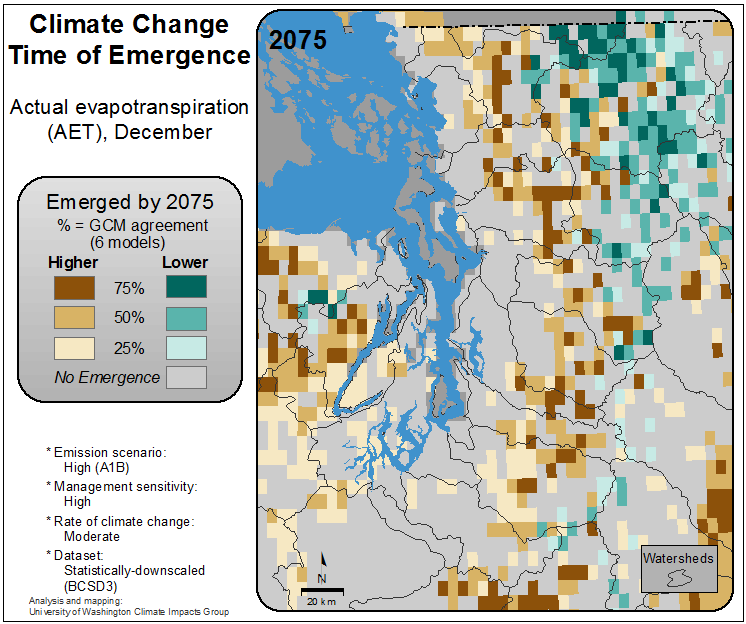 Climate Change
Time of Emergence
Actual evapotranspiration
(AET), December
Emerged by 2075
% = GCM agreement
(6 models)
Higher Lower
75%
50%
25%
No Emergence
* Emission scenario:
High (A1B)
* Management sensitivity:
High
* Rate of climate change:
Moderate
* Dataset:
Statistically-downscaled
(BCSD3)
Analysis and mapping:
University of Washington Climate Impacts Group
2075
N
20 km
Watersheds